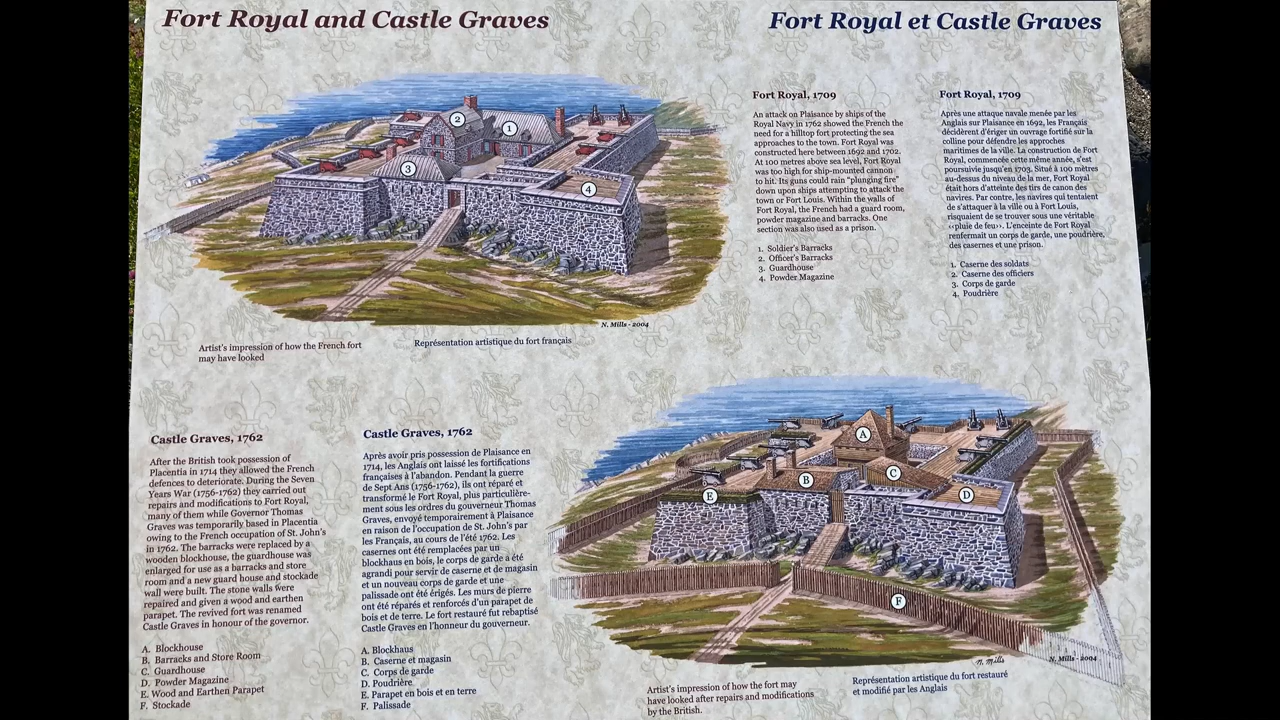 Fort Royal and Castle Graves
Fort Royal et Castle Graves
Fort Royal, 1709
An attack on Plaisance by ships of the
Royal Navy in 1762 showed the French the
need for a hilltop fort protecting the sea
approaches to the town. Fort Royal was
constructed here between 1692 and 1702.
At 100 metres above sea level, Fort Royal
was too high for ship-mounted cannon
to hit. Its guns could rain "plunging fire"
down upon ships attempting to attack the
town or Fort Louis. Within the walls of
Fort Royal, the French had a guard room,
powder magazine and barracks. One
section was also used as a prison.
1. Soldier's Barracks
2. Officer's Barracks
3. Guardhouse
4. Powder Magazine
Fort Royal, 1709
Après une attaque navale menée par les
Anglais sur Plaisance en 1692, les Français
décidèrent d'ériger un ouvrage fortifié sur la
colline pour défendre les approches
maritimes de la ville. La construction de Fort
Royal, commencée cette même année, s'est
poursuivie jusqu'en 1703. Situé à 100 mètres
au-dessus du niveau de la mer, Fort Royal
était hors d'atteinte des tirs de canon des
navires. Par contre, les navires qui tentaient
de s'attaquer à la ville ou à Fort Louis,
risquaient de se trouver sous une véritable
‹‹pluie de feu››. L'enceinte de Fort Royal
renfermait un corps de garde, une poudrière,
des casernes et une prison.
1. Caserne des soldats
2. Caserne des officiers
3. Corps de garde
4. Poudrière
1
2
3
4
N. Mills - 2004
Artist's impression of how the French fort
may have looked
Représentation artistique du fort français
Castle Graves, 1762
After the British took possession of
Placentia in 1714 they allowed the French
defences to deteriorate. During the Seven
Years War (1756-1762) they carried out
repairs and modifications to Fort Royal,
many of them while Governor Thomas
Graves was temporarily based in Placentia
owing to the French occupation of St. John's
in 1762. The barracks were replaced by a
wooden blockhouse, the guardhouse was
enlarged for use as a barracks and store
room and a new guard house and stockade
wall were built. The stone walls were
repaired and given a wood and earthen
parapet. The revived fort was renamed
Castle Graves in honour of the governor.
A. Blockhouse
B. Barracks and Store Room
C. Guardhouse
D. Powder Magazine
E. Wood and Earthen Parapet
F. Stockade
Castle Graves, 1762
Après avoir pris possession de Plaisance en
1714, les Anglais ont laissé les fortifications
françaises à l'abandon. Pendant la guerre
de Sept Ans (1756-1762), ils ont réparé et
transformé le Fort Royal, plus particulière-
ment sous les ordres du gouverneur Thomas
Graves, envoyé temporairement à Plaisance
en raison de l'occupation de St. John's par
les Français, au cours de l'été 1762. Les
casernes ont été remplacées par un
blockhaus en bois, le corps de garde a été
agrandi pour servir de caserne et de magasin
et un nouveau corps de garde et une
palissade ont été érigés. Les murs de pierre
ont été réparés et renforcés d'un parapet de
bois et de terre. Le fort restauré fut rebaptisé
Castle Graves en l'honneur du gouverneur.
A. Blockhaus
B. Caserne et magasin
C. Corps de garde
D. Poudrière
E. Parapet en bois et en terre
F. Palissade
A
B
C
D
E
F
N. Mills
N. Mills - 2004
Artist's impression of how the fort may
have looked after repairs and modifications
by the British.
Représentation artistique du fort restauré
et modifié par les Anglais